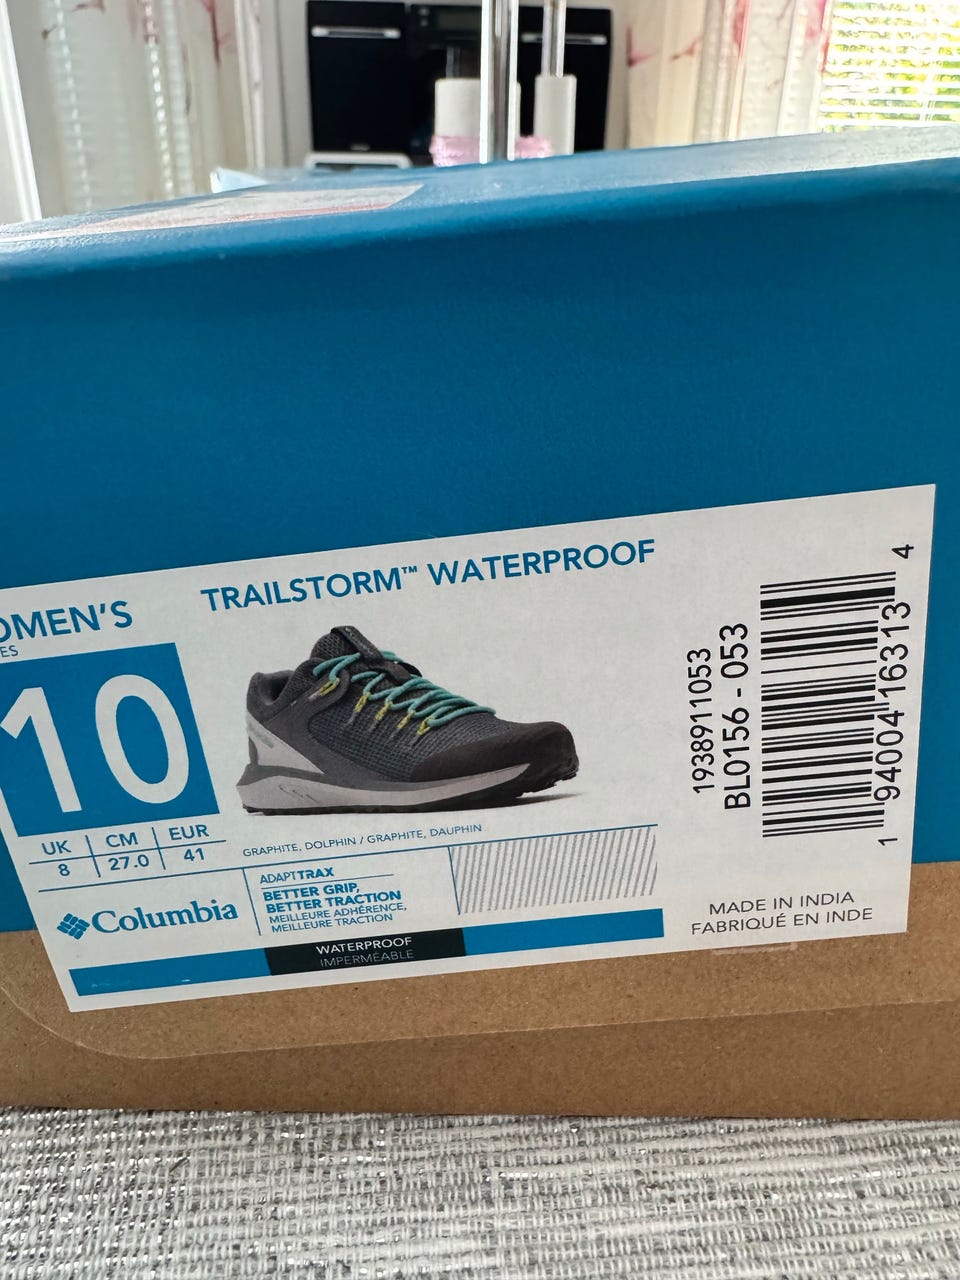 OMEN'S
ES
TRAILSTORM™ WATERPROOF
10
UK | CM | EUR
8 | 27.0 | 41
GRAPHITE, DOLPHIN / GRAPHITE, DAUPHIN
Columbia
ADAPTTRAX
BETTER GRIP,
BETTER TRACTION
MEILLEURE ADHÉRENCE,
MEILLEURE TRACTION
WATERPROOF
IMPERMÉABLE
1938911053
BL0156 - 053
1 94004 16313 4
MADE IN INDIA
FABRIQUÉ EN INDE